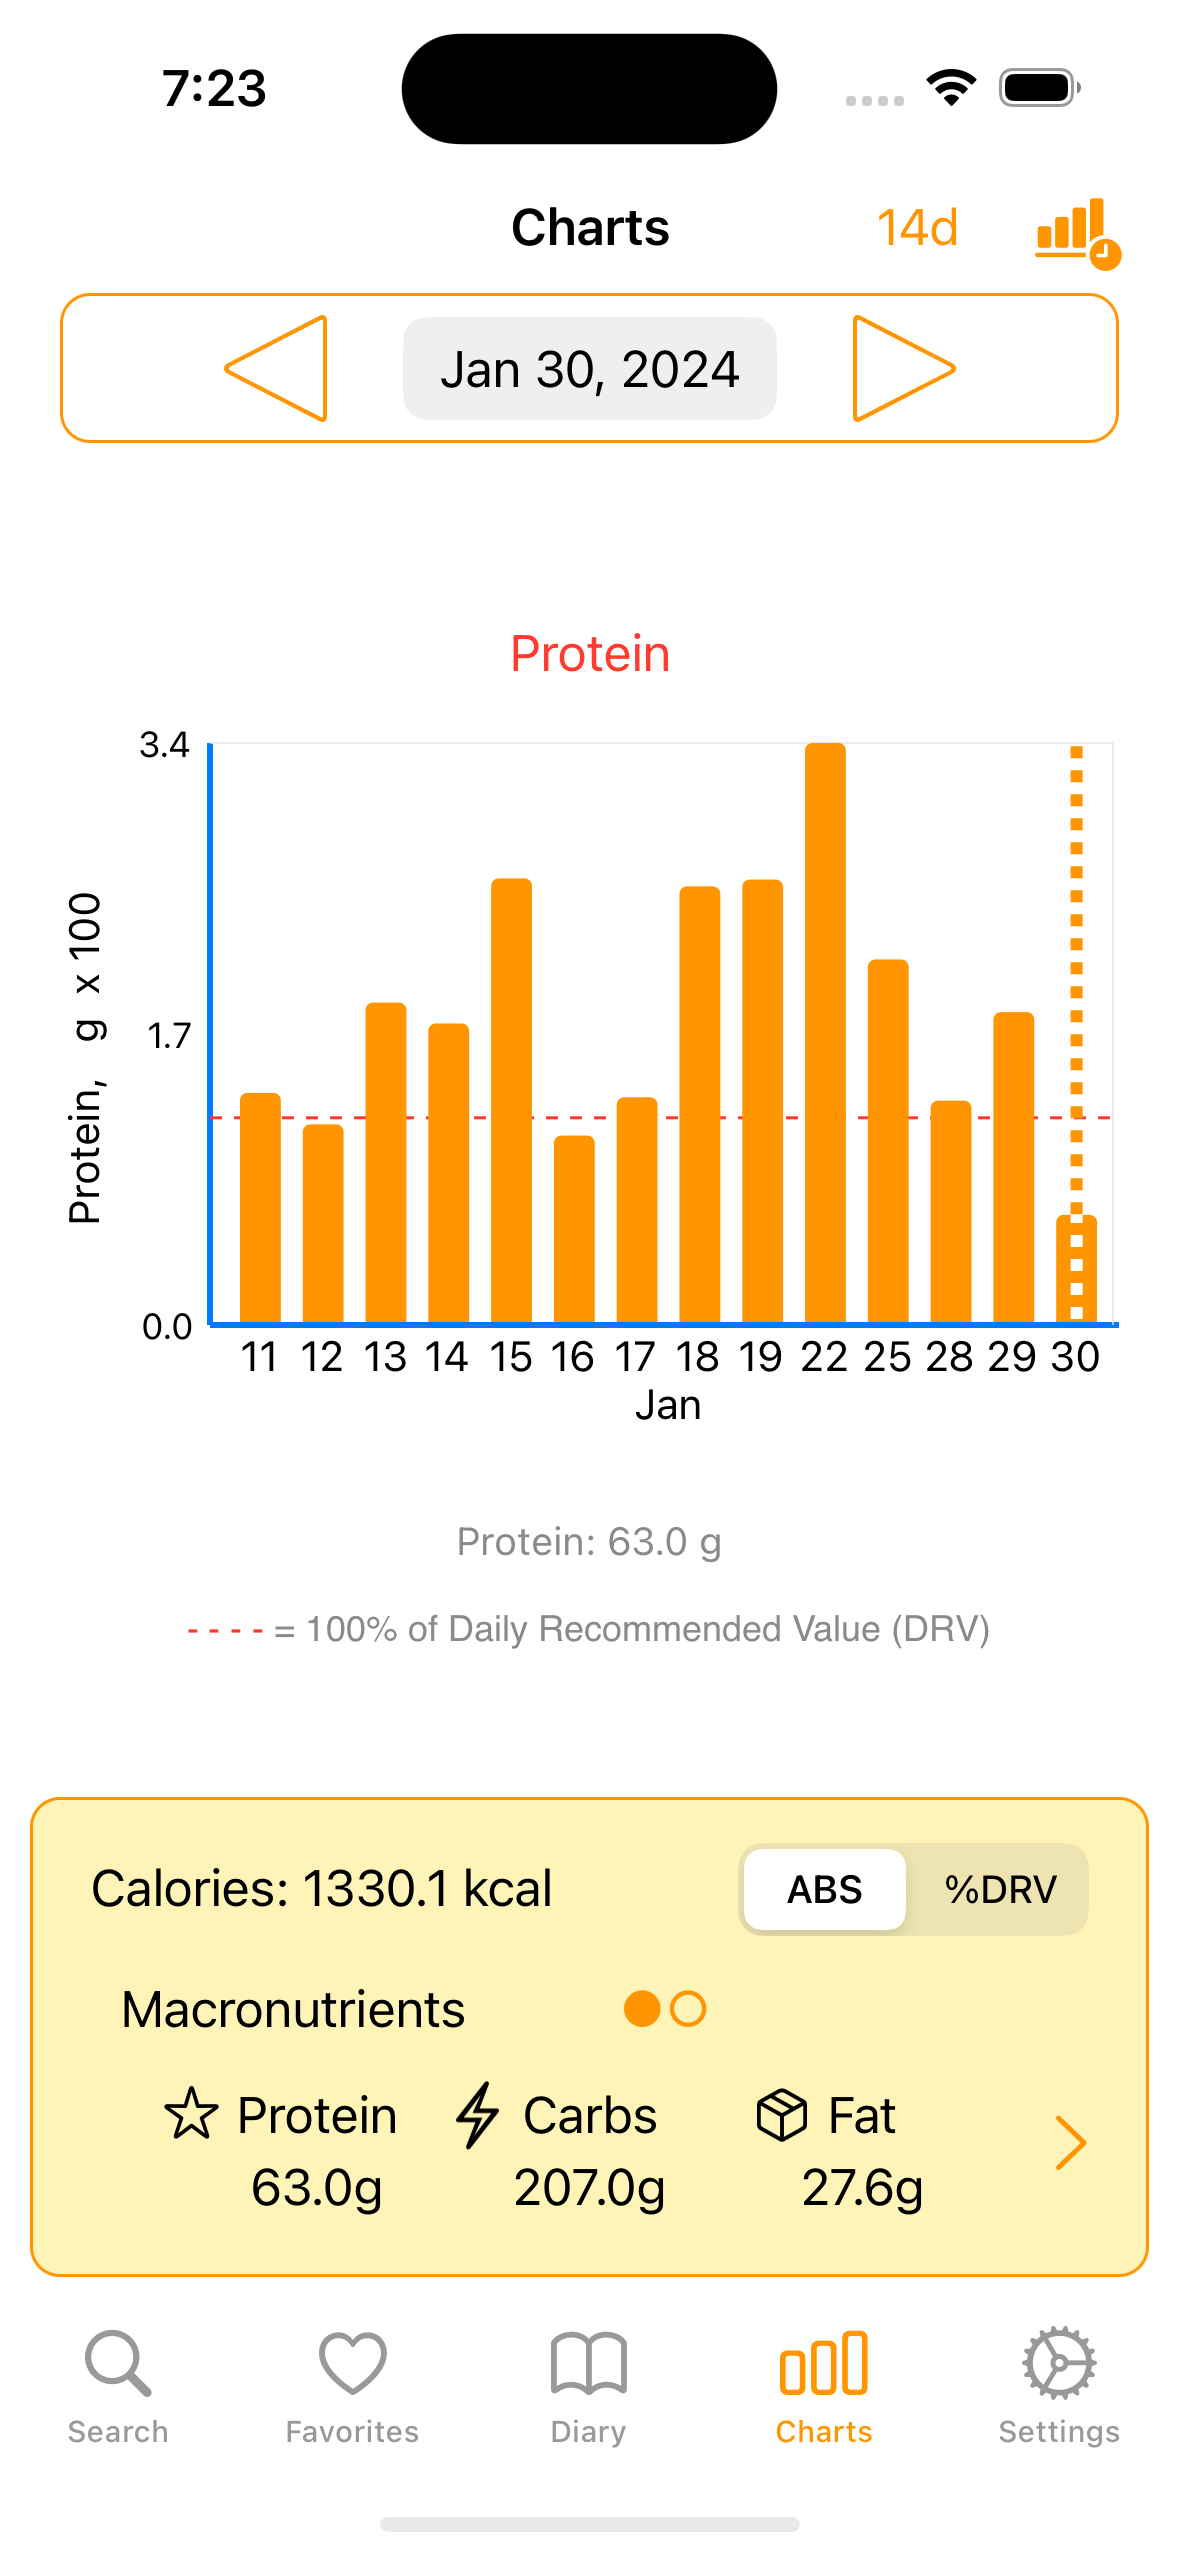 7:23
Charts
14d
Jan 30, 2024
Protein
Protein, g x 100
3.4
1.7
0.0
11 12 13 14 15 16 17 18 19 22 25 28 29 30
Jan
Protein: 63.0 g
---- = 100% of Daily Recommended Value (DRV)
Calories: 1330.1 kcal
ABS %DRV
Macronutrients
Protein Carbs Fat
63.0g 207.0g 27.6g
Search Favorites Diary Charts Settings